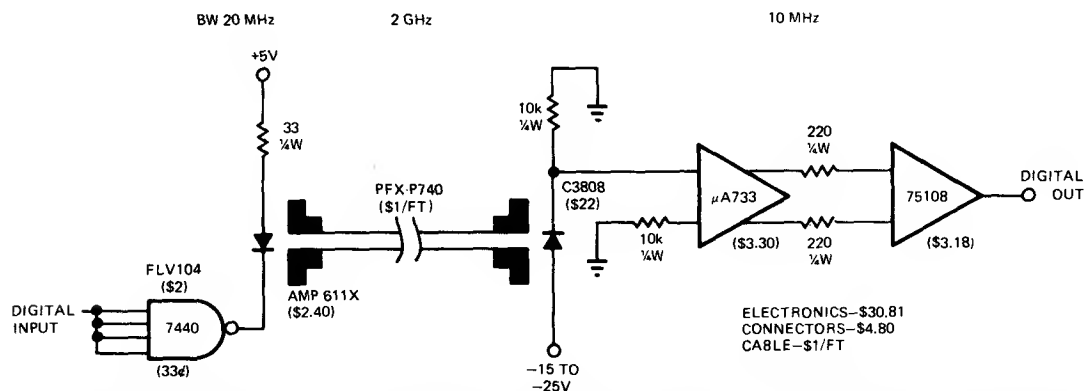 BW 20 MHz
2 GHz
10 MHz
+5V
33
¼W
FLV104
($2)
DIGITAL
INPUT
7440
(33¢)
AMP 611X
($2.40)
PFX-P740
($1/FT)
10k
¼W
C3808
($22)
10k
¼W
−15 TO
−25V
μA733
($3.30)
220
¼W
220
¼W
75108
($3.18)
DIGITAL
OUT
ELECTRONICS–$30.81
CONNECTORS–$4.80
CABLE–$1/FT